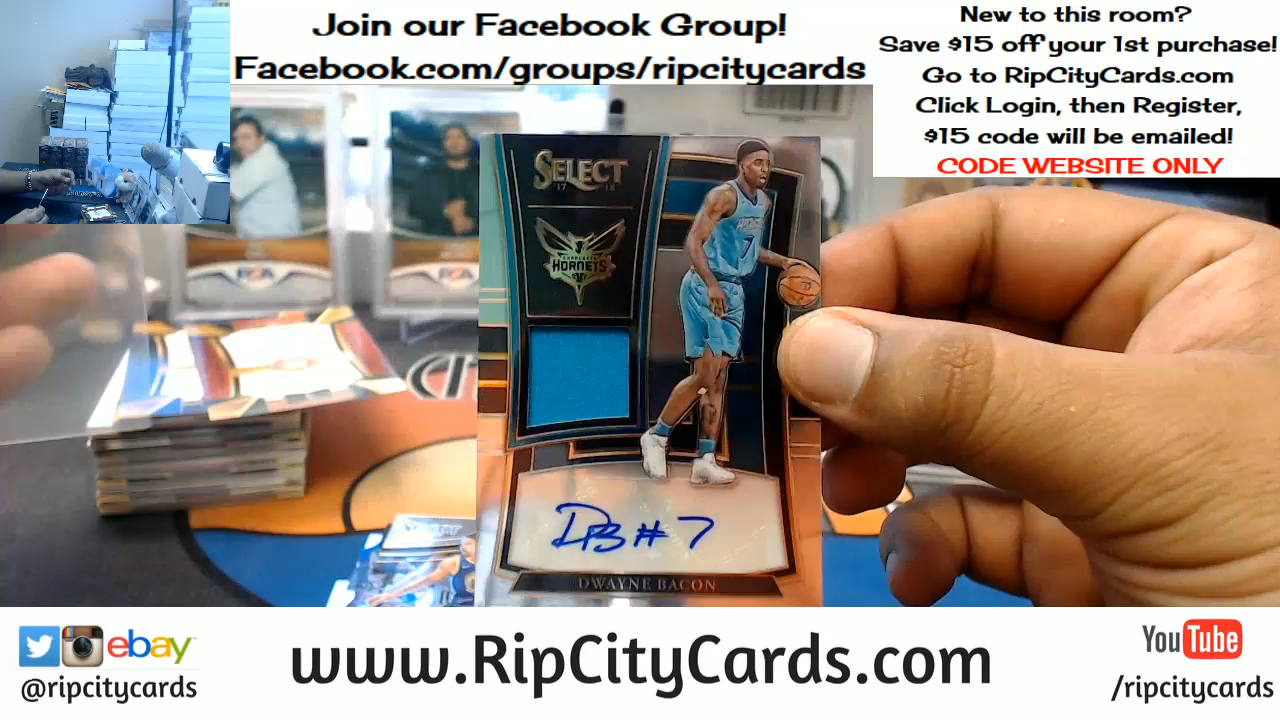 Join our Facebook Group!
Facebook.com/groups/ripcitycards
New to this room?
Save $15 off your 1st purchase!
Go to RipCityCards.com
Click Login, then Register,
$15 code will be emailed!
CODE WEBSITE ONLY
SELECT
17 18
CHARLOTTE
HORNETS
7
DB #7
DWAYNE BACON
ebay
@ripcitycards
www.RipCityCards.com
YouTube
/ripcitycards